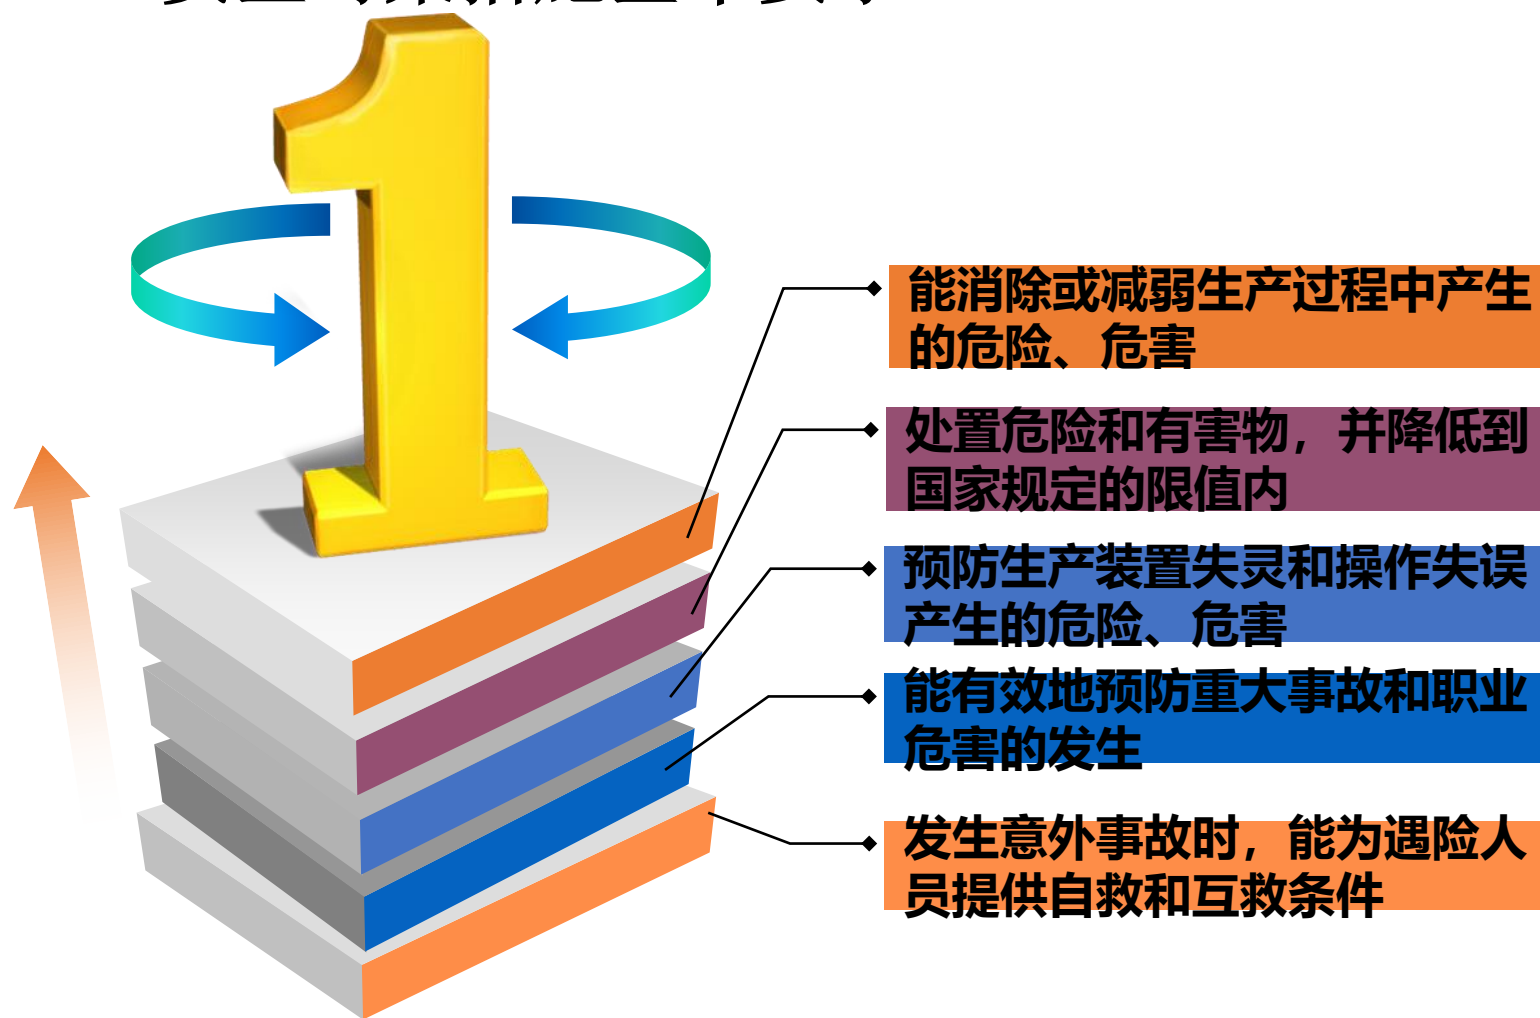 1
能消除或减弱生产过程中产生
的危险、危害
处置危险和有害物，并降低到
国家规定的限值内
预防生产装置失灵和操作失误
产生的危险、危害
能有效地预防重大事故和职业
危害的发生
发生意外事故时，能为遇险人
员提供自救和互救条件